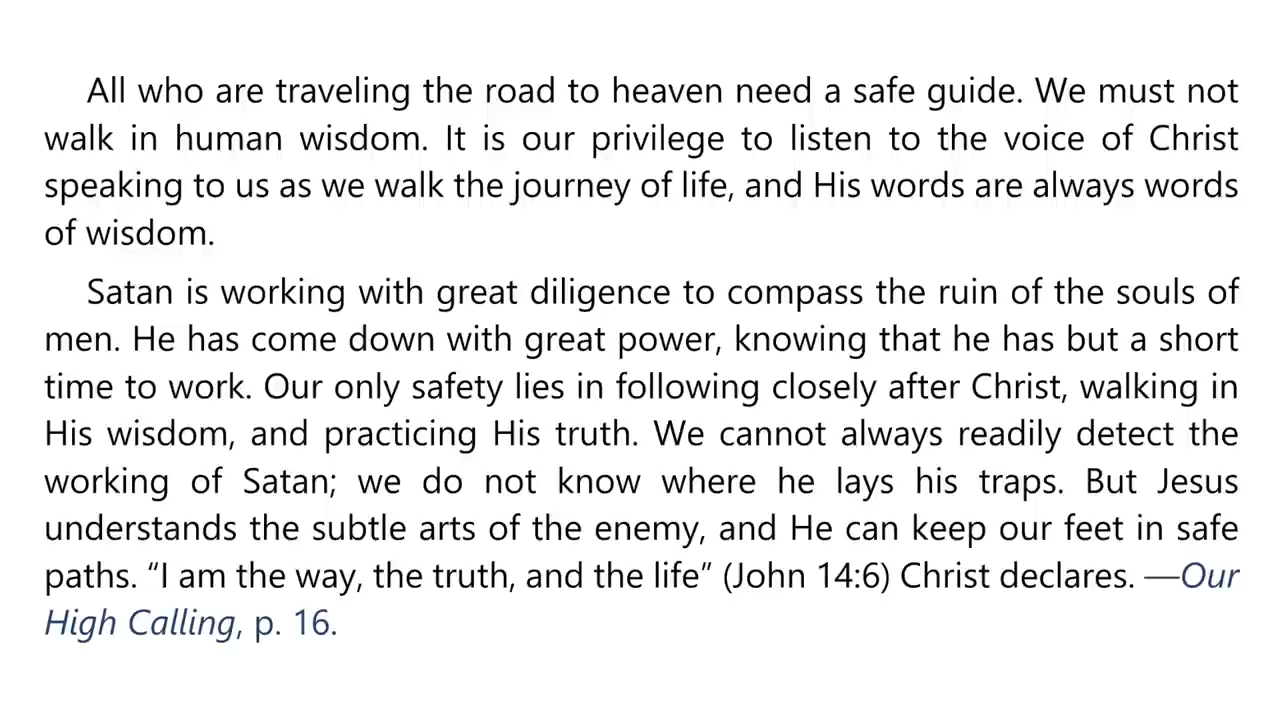 All who are traveling the road to heaven need a safe guide. We must not
walk in human wisdom. It is our privilege to listen to the voice of Christ
speaking to us as we walk the journey of life, and His words are always words
of wisdom.
Satan is working with great diligence to compass the ruin of the souls of
men. He has come down with great power, knowing that he has but a short
time to work. Our only safety lies in following closely after Christ, walking in
His wisdom, and practicing His truth. We cannot always readily detect the
working of Satan; we do not know where he lays his traps. But Jesus
understands the subtle arts of the enemy, and He can keep our feet in safe
paths. “I am the way, the truth, and the life” (John 14:6) Christ declares. —Our
High Calling, p. 16.